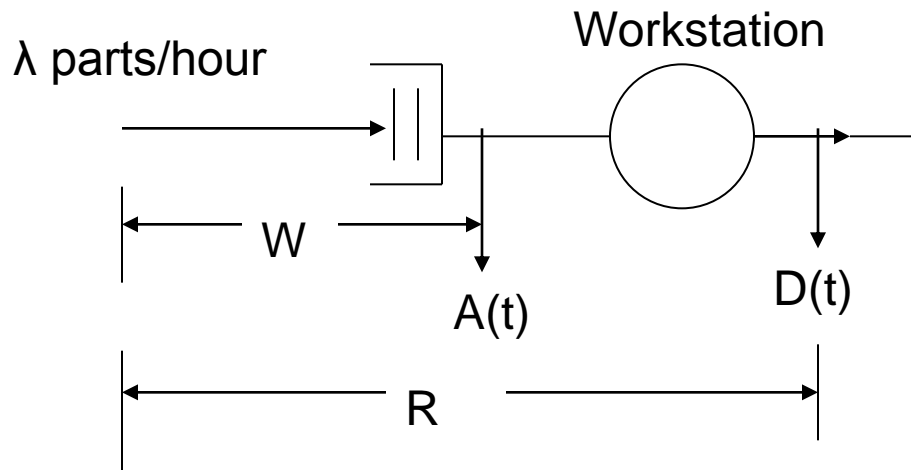 Workstation
λ parts/hour
W
A(t)
D(t)
R